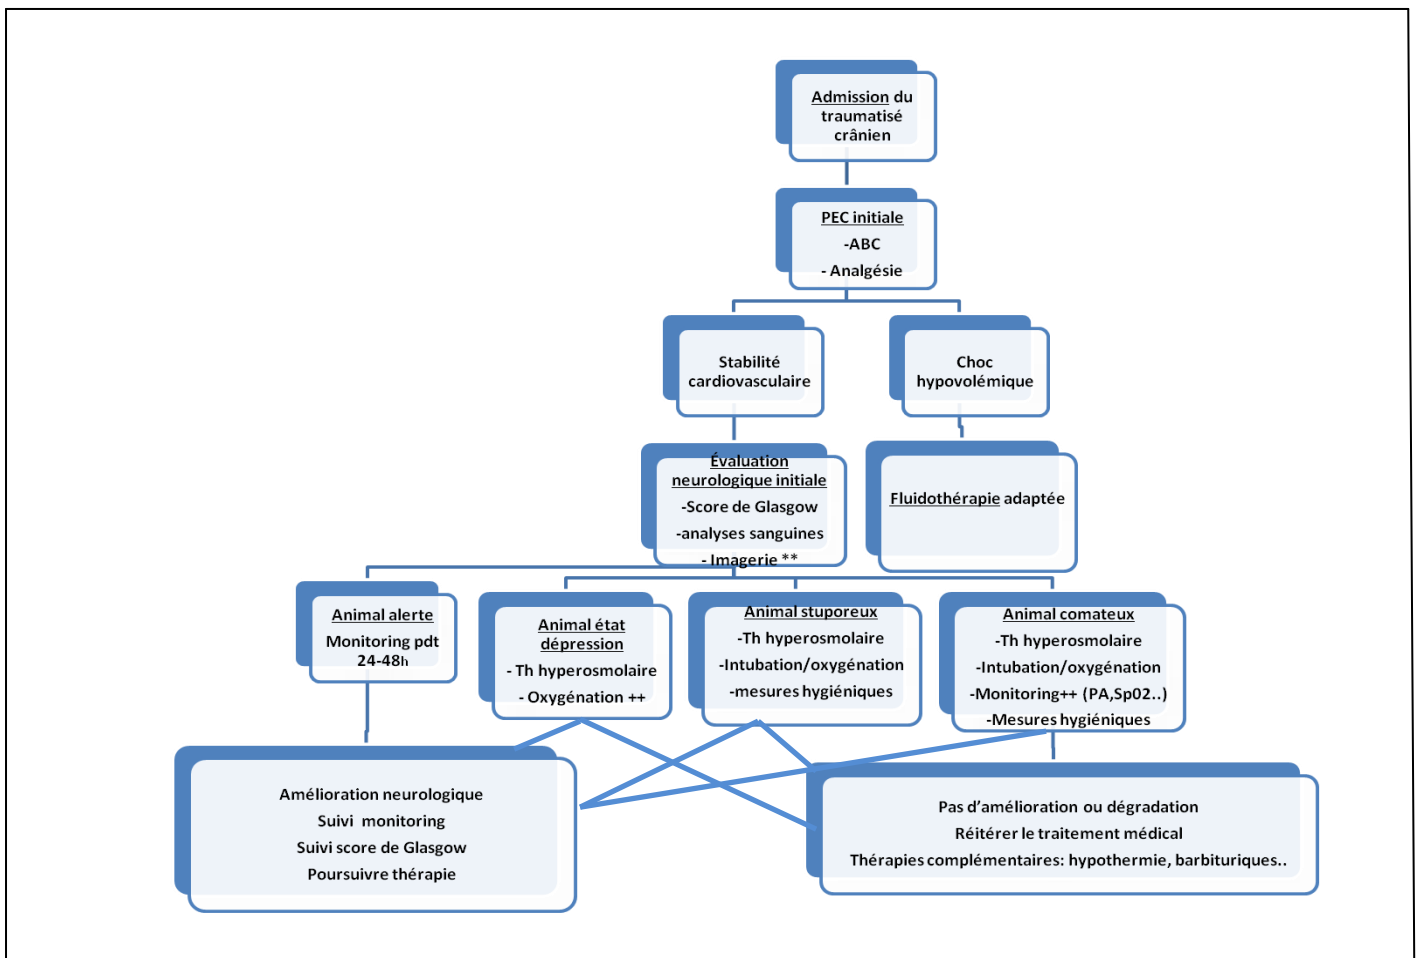 Admission du
traumatisé
crânien
PEC initiale
-ABC
- Analgésie
Stabilité
cardiovasculaire
Choc
hypovolémique
Évaluation
neurologique initiale
-Score de Glasgow
-analyses sanguines
- Imagerie **
Fluidothérapie adaptée
Animal alerte
Monitoring pdt
24-48h
Animal état
dépression
- Th hyperosmolaire
- Oxygénation ++
Animal stuporeux
-Th hyperosmolaire
-Intubation/oxygénation
-mesures hygiéniques
Animal comateux
-Th hyperosmolaire
-Intubation/oxygénation
-Monitoring++ (PA,Sp02..)
-Mesures hygiéniques
Amélioration neurologique
Suivi monitoring
Suivi score de Glasgow
Poursuivre thérapie
Pas d’amélioration ou dégradation
Réitérer le traitement médical
Thérapies complémentaires: hypothermie, barbituriques..